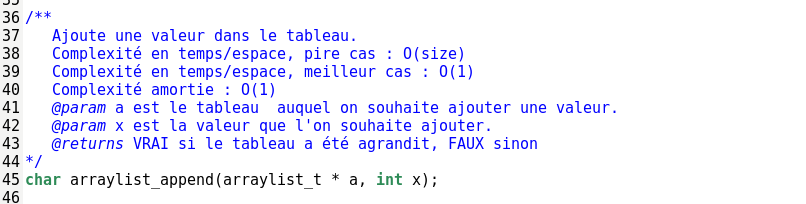 36 /**
37    Ajoute une valeur dans le tableau.
38    Complexité en temps/espace, pire cas : O(size)
39    Complexité en temps/espace, meilleur cas : O(1)
40    Complexité amortie : O(1)
41    @param a est le tableau  auquel on souhaite ajouter une valeur.
42    @param x est la valeur que l'on souhaite ajouter.
43    @returns VRAI si le tableau a été agrandit, FAUX sinon
44 */
45 char arraylist_append(arraylist_t * a, int x);
46